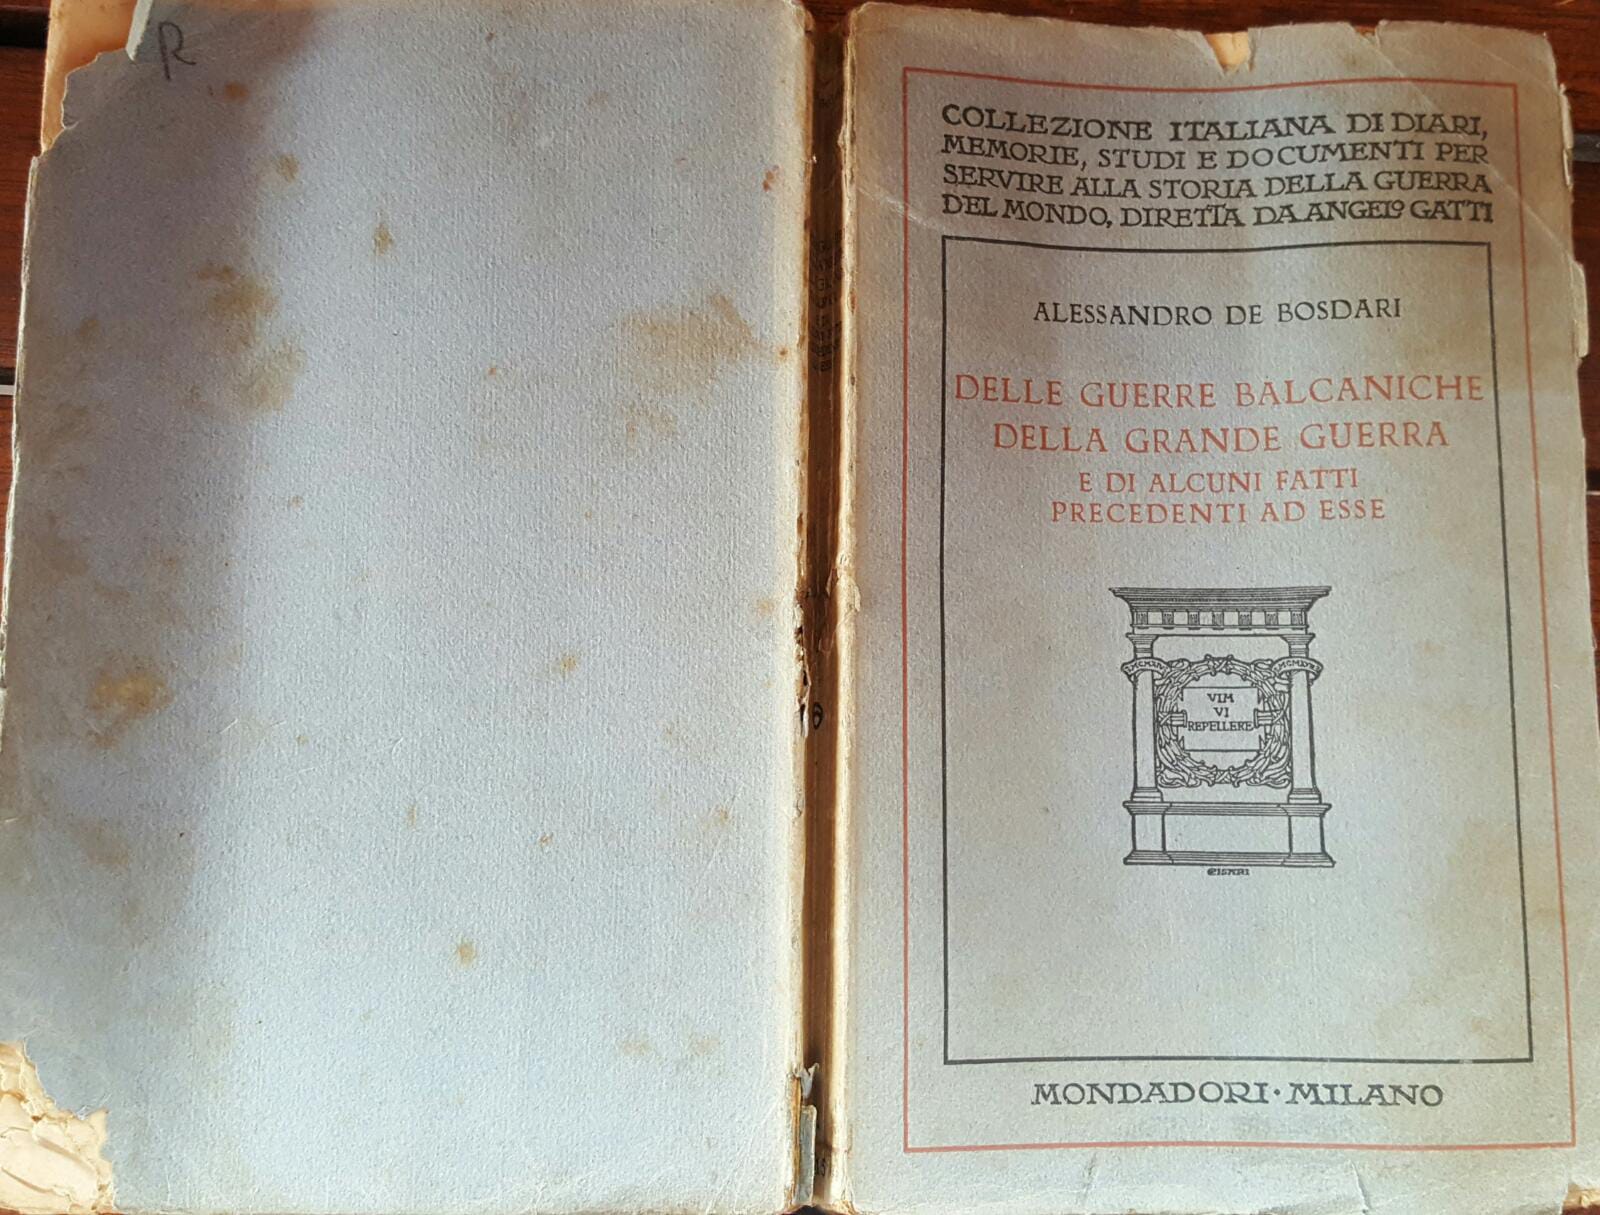 R
COLLEZIONE ITALIANA DI DIARI,
MEMORIE, STUDI E DOCUMENTI PER
SERVIRE ALLA STORIA DELLA GUERRA
DEL MONDO, DIRETTA DA ANGELO GATTI
ALESSANDRO DE BOSDARI
DELLE GUERRE BALCANICHE
DELLA GRANDE GUERRA
E DI ALCUNI FATTI
PRECEDENTI AD ESSE
VIM
VI
REPELLERE
MONDADORI · MILANO